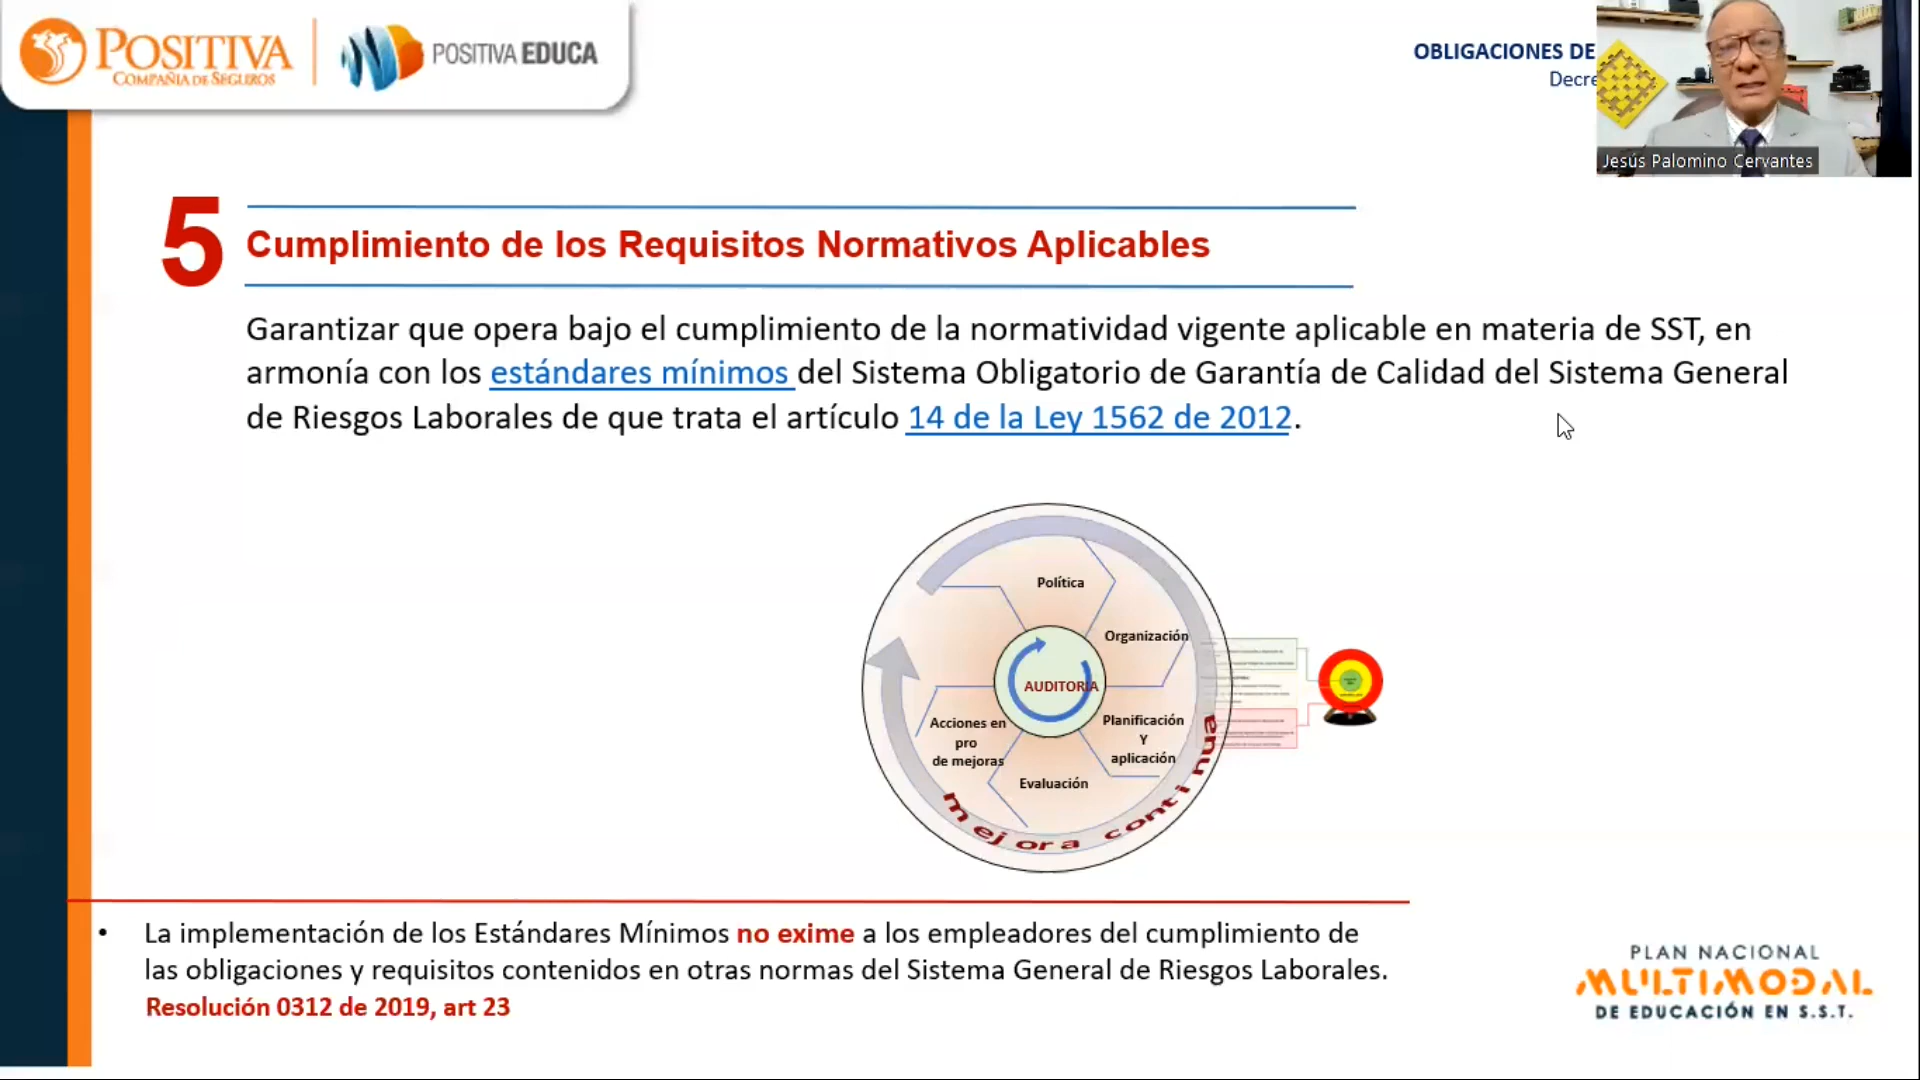 POSITIVA
COMPAÑIA DE SEGUROS
POSITIVA EDUCA
OBLIGACIONES DE
Decre
Jesús Palomino Cervantes
5
Cumplimiento de los Requisitos Normativos Aplicables
Garantizar que opera bajo el cumplimiento de la normatividad vigente aplicable en materia de SST, en
armonía con los estándares mínimos del Sistema Obligatorio de Garantía de Calidad del Sistema General
de Riesgos Laborales de que trata el artículo 14 de la Ley 1562 de 2012.
Política
Organización
AUDITORIA
Planificación
Y
aplicación
Acciones en
pro
de mejoras
Evaluación
mejora continua
• La implementación de los Estándares Mínimos no exime a los empleadores del cumplimiento de
las obligaciones y requisitos contenidos en otras normas del Sistema General de Riesgos Laborales.
Resolución 0312 de 2019, art 23
PLAN NACIONAL
MULTIMODAL
DE EDUCACIÓN EN S.S.T.